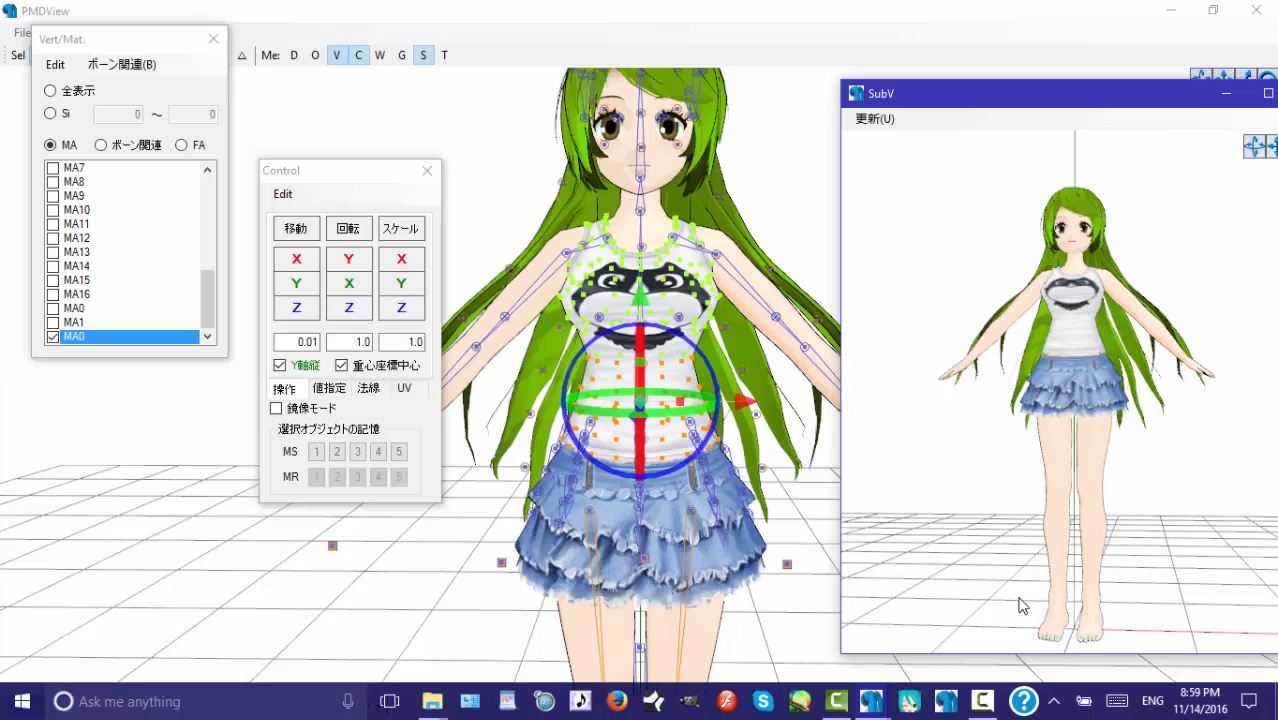 PMDView
File
Sel
Me: D O V C W G S T
Vert/Mat.
Edit ボーン関連(B)
全表示
Si 0 ～ 0
MA ボーン関連 FA
MA7
MA8
MA9
MA10
MA11
MA12
MA13
MA14
MA15
MA16
MA0
MA1
MA0
Control
Edit
移動 回転 スケール
X Y X
Y X Y
Z Z Z
0.01 1.0 1.0
Y軸縦 重心座標中心
操作 値指定 法線 UV
鏡像モード
選択オブジェクトの記憶
MS 1 2 3 4 5
MR 1 2 3 4 5
SubV
更新(U)
Ask me anything
ENG
8:59 PM
11/14/2016